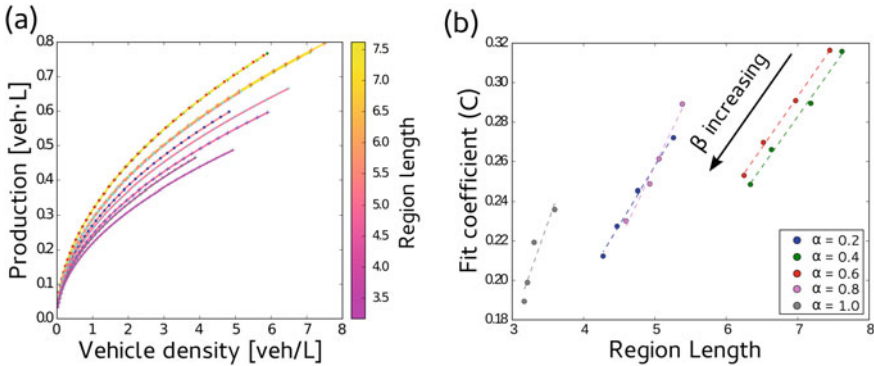 (a)
Production [veh·L]
0.8
0.7
0.6
0.5
0.4
0.3
0.2
0.1
0.0
0 1 2 3 4 5 6 7 8
Vehicle density [veh/L]
7.5
7.0
6.5
6.0
5.5
5.0
4.5
4.0
3.5
Region length
(b)
Fit coefficient (C)
0.32
0.30
0.28
0.26
0.24
0.22
0.20
0.18
3 4 5 6 7 8
Region Length
β increasing
α = 0.2
α = 0.4
α = 0.6
α = 0.8
α = 1.0